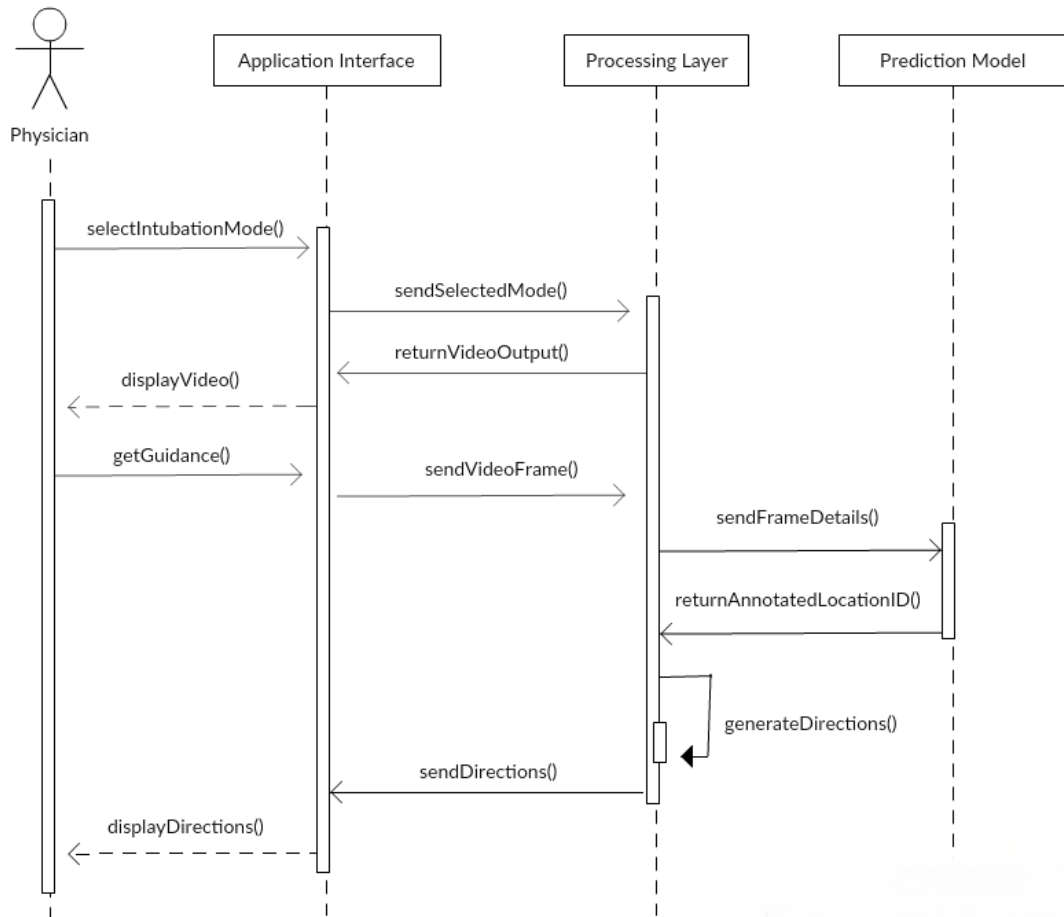 Application Interface
Processing Layer
Prediction Model
Physician
selectIntubationMode()
sendSelectedMode()
returnVideoOutput()
displayVideo()
getGuidance()
sendVideoFrame()
sendFrameDetails()
returnAnnotatedLocationID()
generateDirections()
sendDirections()
displayDirections()